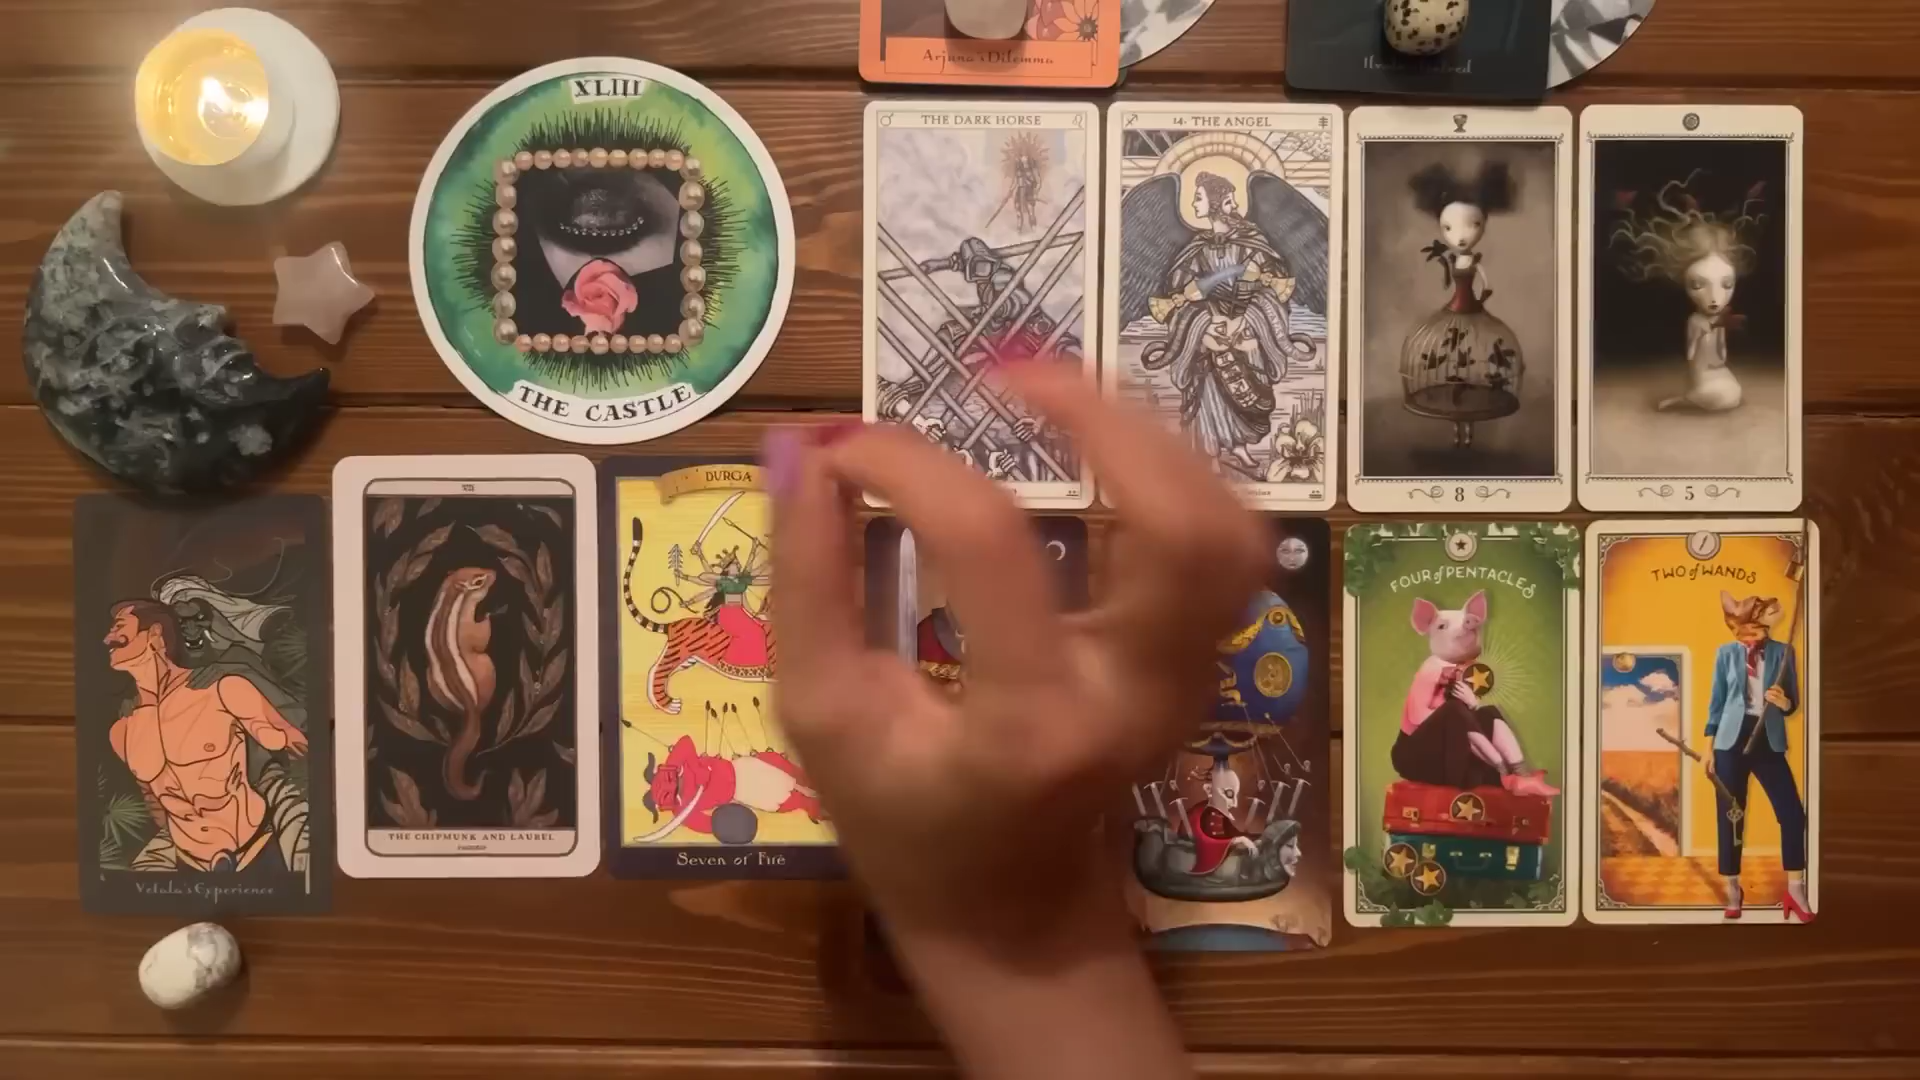 Arjuna's Dilemma
XLIII
THE CASTLE
THE DARK HORSE
14. THE ANGEL
8
5
VII
THE CHIPMUNK AND LAUREL
DURGA
Seven of Fire
FOUR of PENTACLES
TWO of WANDS
Vetala's Experience